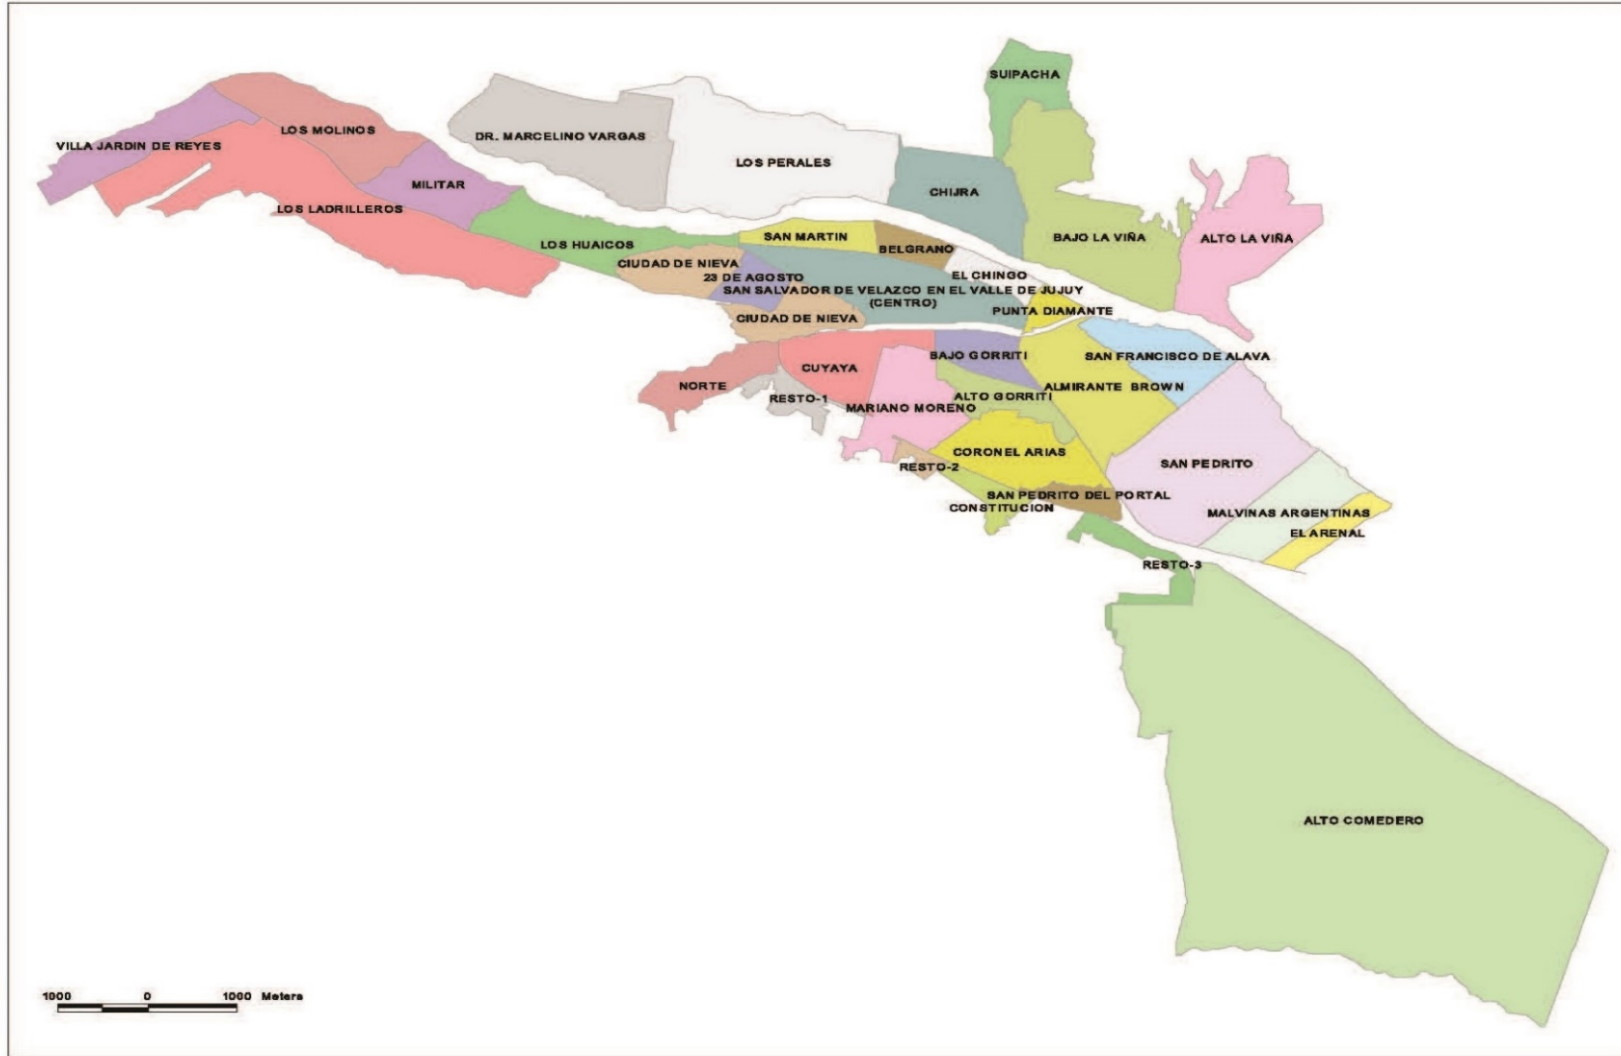 SUIPACHA
LOS MOLINOS
DR. MARCELINO VARGAS
VILLA JARDIN DE REYES
LOS PERALES
MILITAR
CHIJRA
LOS LADRILLEROS
SAN MARTIN
BAJO LA VIÑA
ALTO LA VIÑA
LOS HUAICOS
BELGRANO
CIUDAD DE NIEVA
23 DE AGOSTO
EL CHINGO
SAN SALVADOR DE VELAZCO EN EL VALLE DE JUJUY
(CENTRO)
PUNTA DIAMANTE
CIUDAD DE NIEVA
BAJO GORRITI
SAN FRANCISCO DE ALAVA
CUYAYA
NORTE
ALMIRANTE BROWN
RESTO-1
ALTO GORRITI
MARIANO MORENO
CORONEL ARIAS
SAN PEDRITO
RESTO-2
SAN PEDRITO DEL PORTAL
CONSTITUCION
MALVINAS ARGENTINAS
EL ARENAL
RESTO-3
ALTO COMEDERO
1000 0 1000 Meters